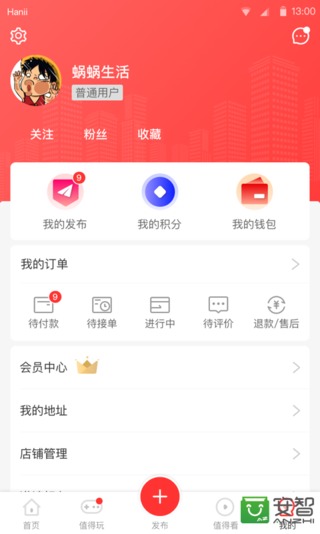 Hanii
13:00
蜗蜗生活
普通用户
关注 粉丝 收藏
9
我的发布 我的积分 我的钱包
我的订单
9
待付款 待接单 进行中 待评价 退款/售后
会员中心
我的地址
店铺管理
首页 值得玩 发布 值得看 我的
安智
ANZHI